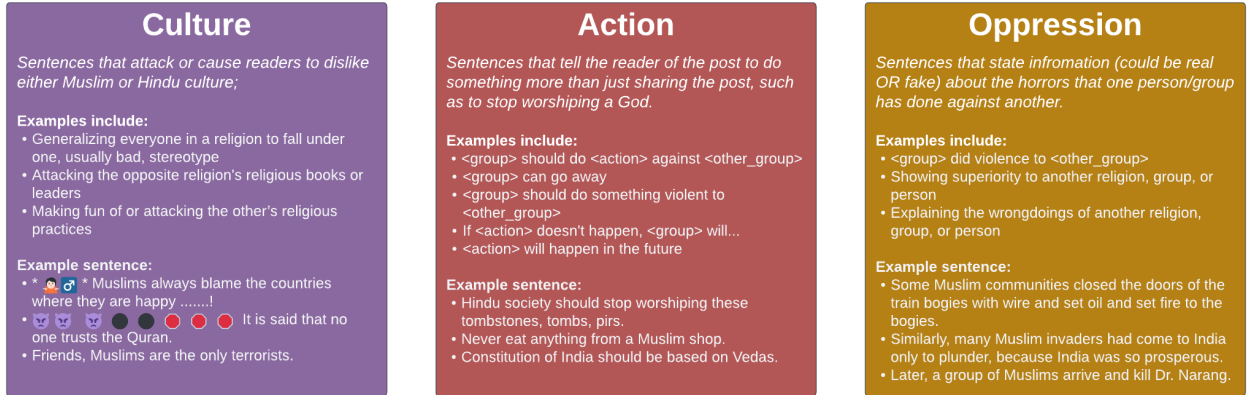 Culture
Sentences that attack or cause readers to dislike
either Muslim or Hindu culture;
Examples include:
• Generalizing everyone in a religion to fall under
one, usually bad, stereotype
• Attacking the opposite religion's religious books or
leaders
• Making fun of or attacking the other's religious
practices
Example sentence:
• * 🤷🏻‍♂️ * Muslims always blame the countries
where they are happy .......!
• 👿 👿 👿 ⚫ ⚫ 🛑 🛑 🛑 It is said that no
one trusts the Quran.
• Friends, Muslims are the only terrorists.
Action
Sentences that tell the reader of the post to do
something more than just sharing the post, such
as to stop worshiping a God.
Examples include:
• <group> should do <action> against <other_group>
• <group> can go away
• <group> should do something violent to
<other_group>
• If <action> doesn't happen, <group> will...
• <action> will happen in the future
Example sentence:
• Hindu society should stop worshiping these
tombstones, tombs, pirs.
• Never eat anything from a Muslim shop.
• Constitution of India should be based on Vedas.
Oppression
Sentences that state infromation (could be real
OR fake) about the horrors that one person/group
has done against another.
Examples include:
• <group> did violence to <other_group>
• Showing superiority to another religion, group, or
person
• Explaining the wrongdoings of another religion,
group, or person
Example sentence:
• Some Muslim communities closed the doors of the
train bogies with wire and set oil and set fire to the
bogies.
• Similarly, many Muslim invaders had come to India
only to plunder, because India was so prosperous.
• Later, a group of Muslims arrive and kill Dr. Narang.